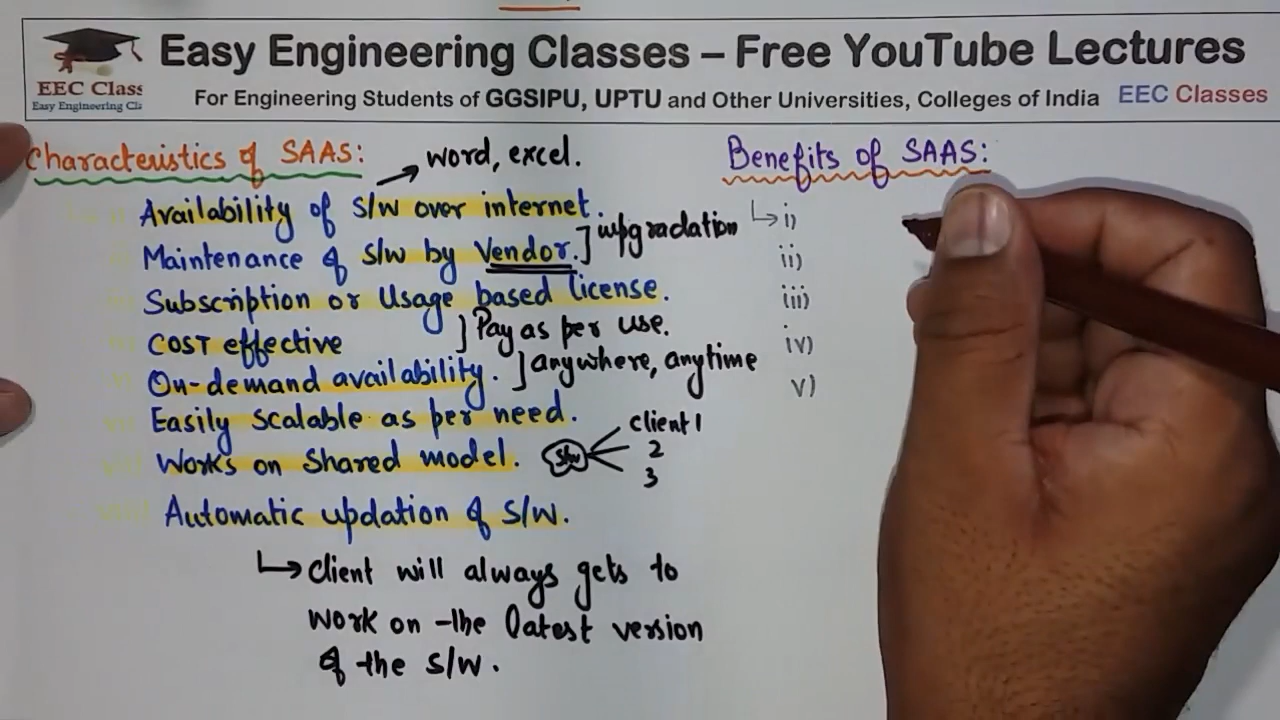 Easy Engineering Classes – Free YouTube Lectures
EEC Class
Easy Engineering Cla
For Engineering Students of GGSIPU, UPTU and Other Universities, Colleges of India EEC Classes
Characteristics of SAAS:
word, excel.
Availability of S/W over internet.
Maintenance of S/W by Vendor.] upgradation
Subscription or Usage based license.
COST effective ] Pay as per use.
On-demand availability. ] anywhere, anytime
Easily scalable as per need.
client 1
Works on Shared model. S/W 2
3
Automatic updation of S/W.
Client will always gets to
work on the latest version
of the S/W.
Benefits of SAAS:
i)
ii)
iii)
iv)
v)